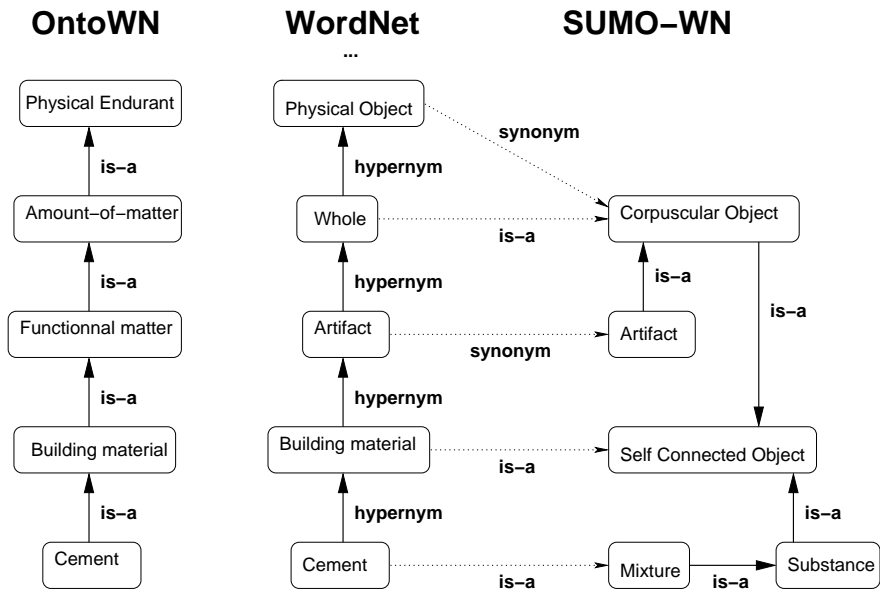 OntoWN
WordNet
SUMO–WN
...
Physical Endurant
Physical Object
synonym
is–a
hypernym
Amount–of–matter
Whole
Corpuscular Object
is–a
is–a
hypernym
is–a
is–a
Functionnal matter
Artifact
Artifact
synonym
is–a
hypernym
Building material
Building material
Self Connected Object
is–a
is–a
hypernym
is–a
Cement
Cement
Mixture
Substance
is–a
is–a